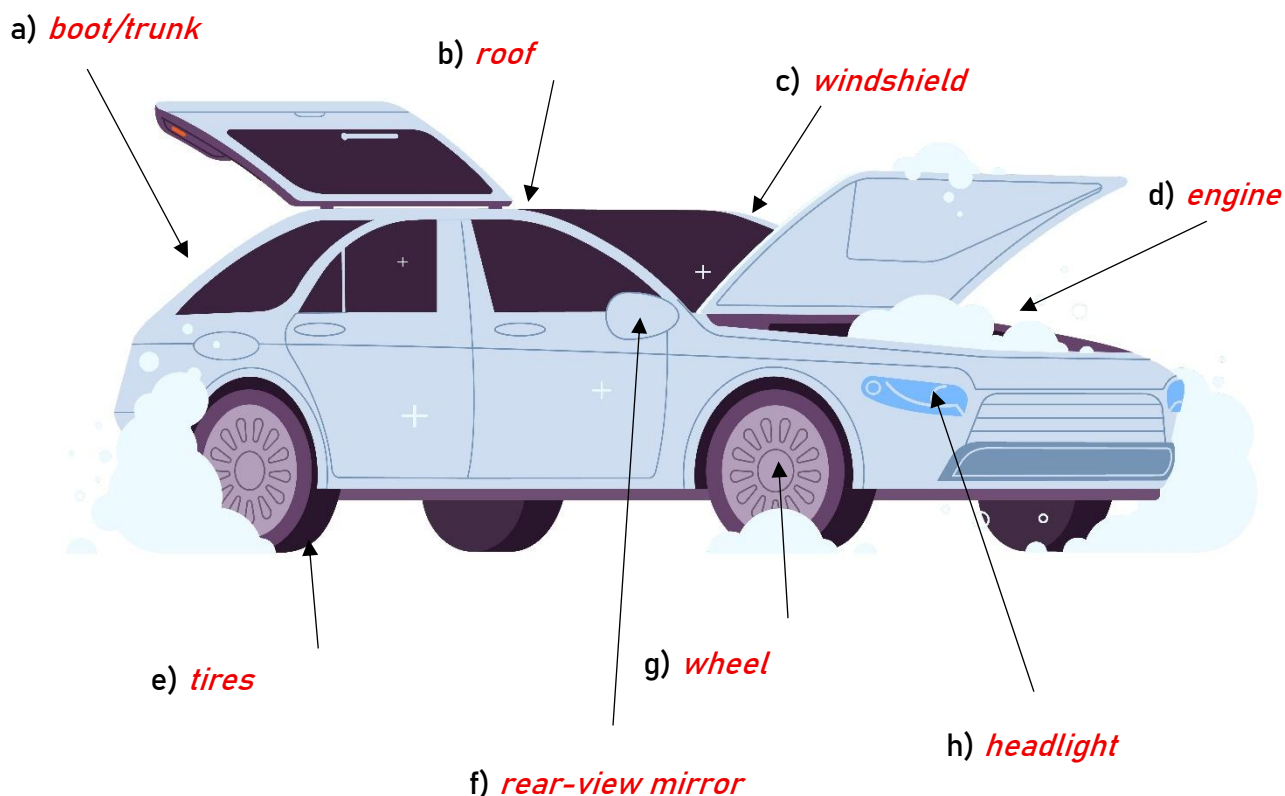 a) boot/trunk
b) roof
c) windshield
d) engine
e) tires
g) wheel
h) headlight
f) rear-view mirror